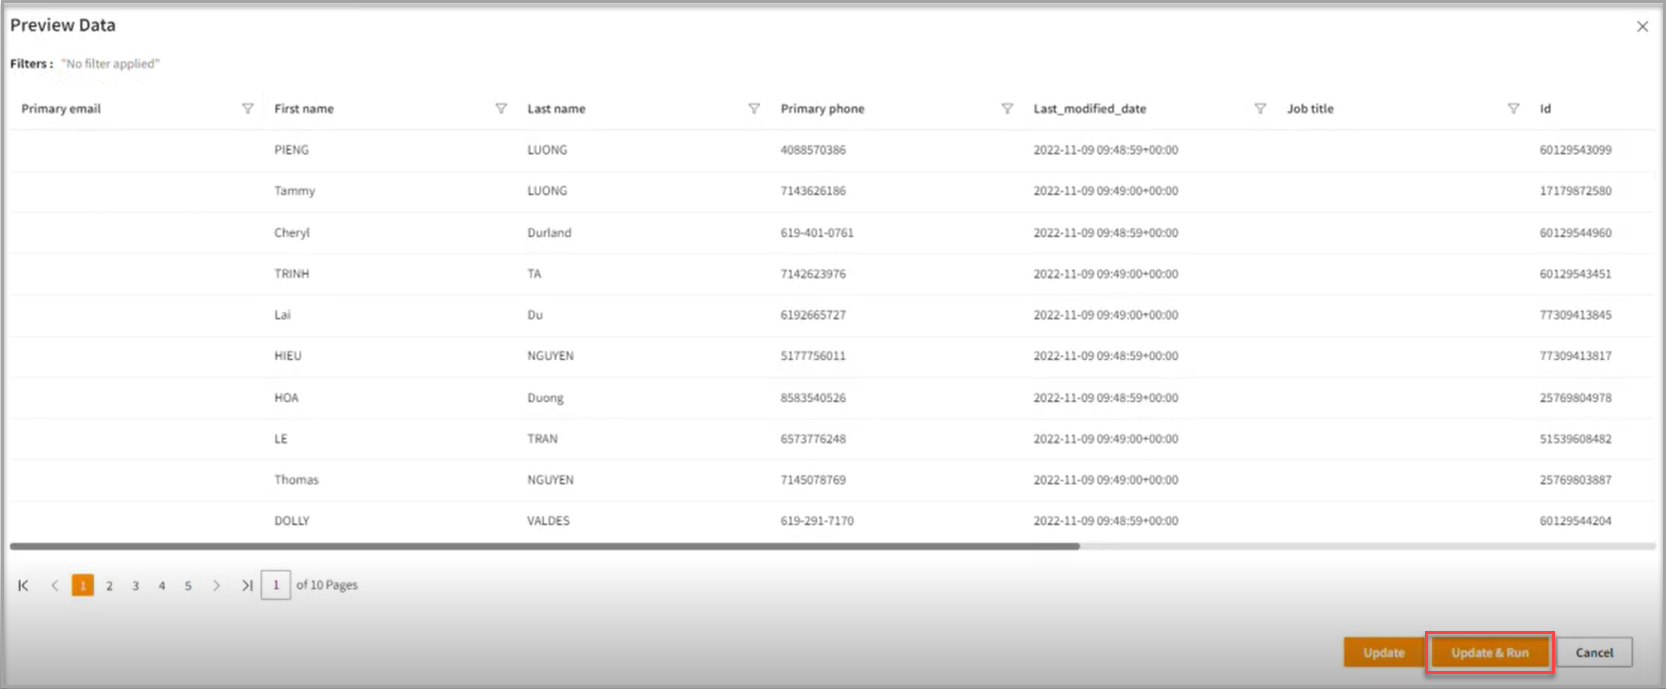 Preview Data
Filters : "No filter applied"
Primary email First name Last name Primary phone Last_modified_date Job title Id
PIENG LUONG 4088570386 2022-11-09 09:48:59+00:00 60129543099
Tammy LUONG 7143626186 2022-11-09 09:49:00+00:00 17179872580
Cheryl Durland 619-401-0761 2022-11-09 09:48:59+00:00 60129544960
TRINH TA 7142623976 2022-11-09 09:49:00+00:00 60129543451
Lai Du 6192665727 2022-11-09 09:49:00+00:00 77309413845
HIEU NGUYEN 5177756011 2022-11-09 09:48:59+00:00 77309413817
HOA Duong 8583540526 2022-11-09 09:48:59+00:00 25769804978
LE TRAN 6573776248 2022-11-09 09:49:00+00:00 51539608482
Thomas NGUYEN 7145078769 2022-11-09 09:49:00+00:00 25769803887
DOLLY VALDES 619-291-7170 2022-11-09 09:48:59+00:00 60129544204
1 2 3 4 5 1 of 10 Pages
Update Update & Run Cancel